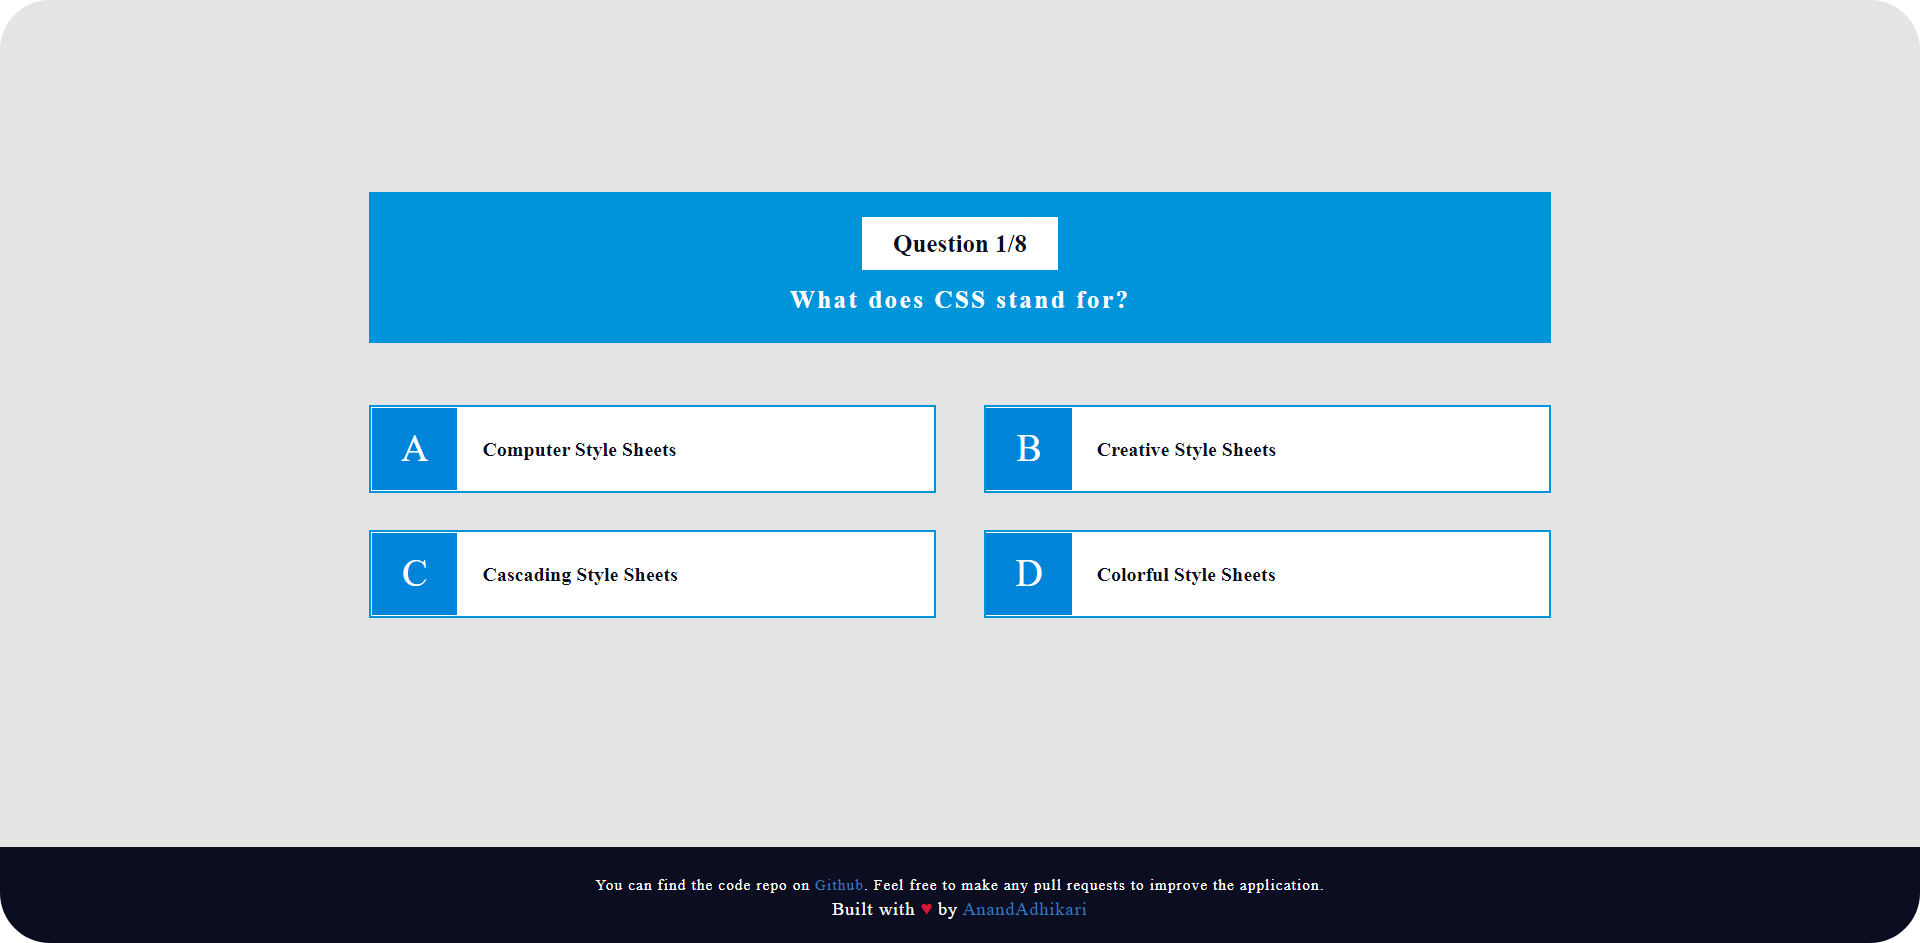 Question 1/8
What does CSS stand for?
A Computer Style Sheets
B Creative Style Sheets
C Cascading Style Sheets
D Colorful Style Sheets
You can find the code repo on Github. Feel free to make any pull requests to improve the application.
Built with ♥ by AnandAdhikari